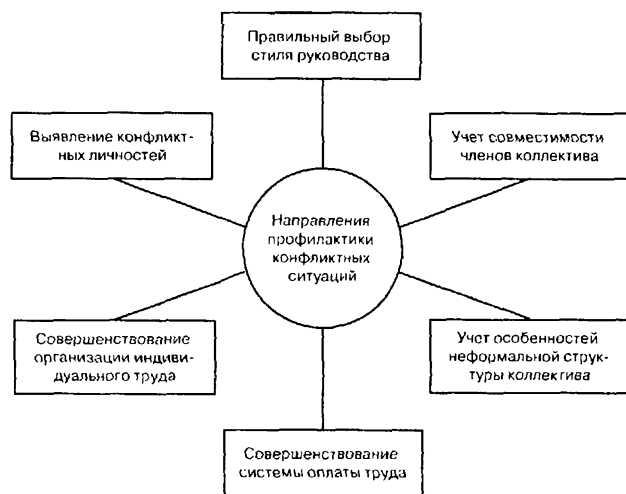 Правильный выбор
стиля руководства
Выявление конфликт-
ных личностей
Учет совместимости
членов коллектива
Направления
профилактики
конфликтных
ситуаций
Совершенствование
организации индиви-
дуального труда
Учет особенностей
неформальной струк-
туры коллектива
Совершенствование
системы оплаты труда